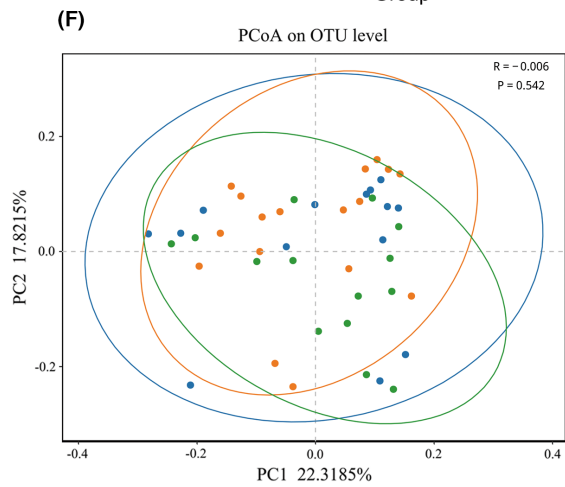 Group
(F)
PCoA on OTU level
R = −0.006
P = 0.542
0.2
0.0
-0.2
PC2 17.8215%
-0.4 -0.2 0.0 0.2 0.4
PC1 22.3185%